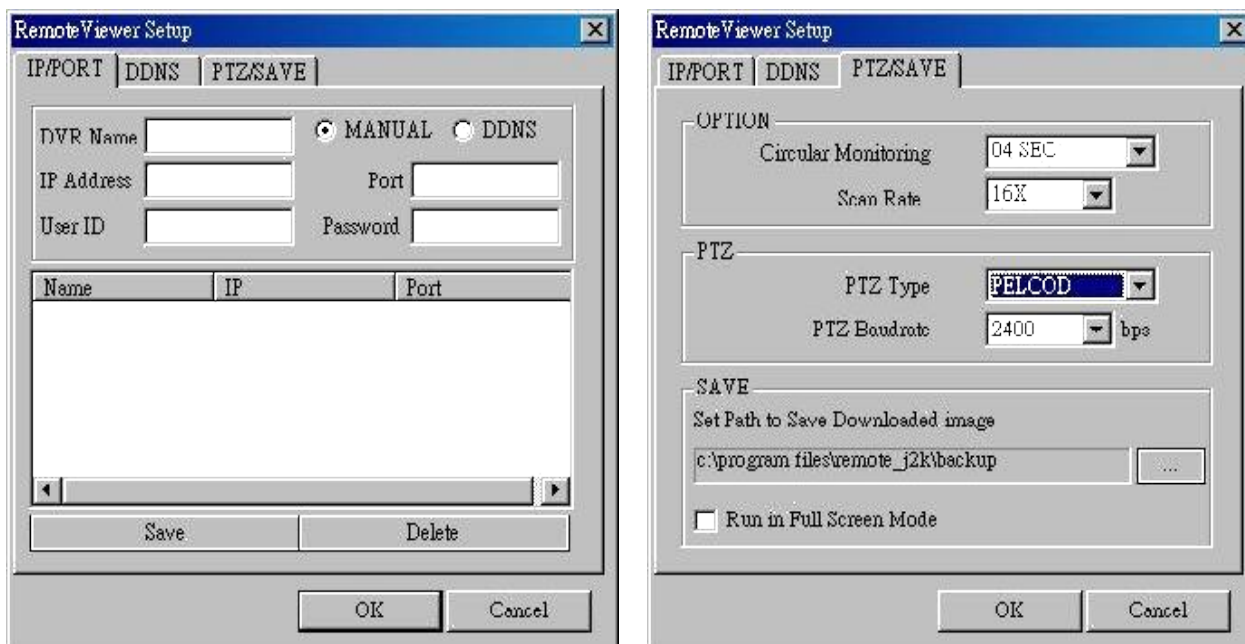 RemoteViewer Setup
IP/PORT DDNS PTZ/SAVE
DVR Name MANUAL DDNS
IP Address Port
User ID Password
Name IP Port
Save Delete
OK Cancel
RemoteViewer Setup
IP/PORT DDNS PTZ/SAVE
OPTION
Circular Monitoring 04 SEC
Scan Rate 16X
PTZ
PTZ Type PELCOD
PTZ Baudrate 2400 bps
SAVE
Set Path to Save Downloaded image
c:\program files\remote_j2k\backup ...
Run in Full Screen Mode
OK Cancel